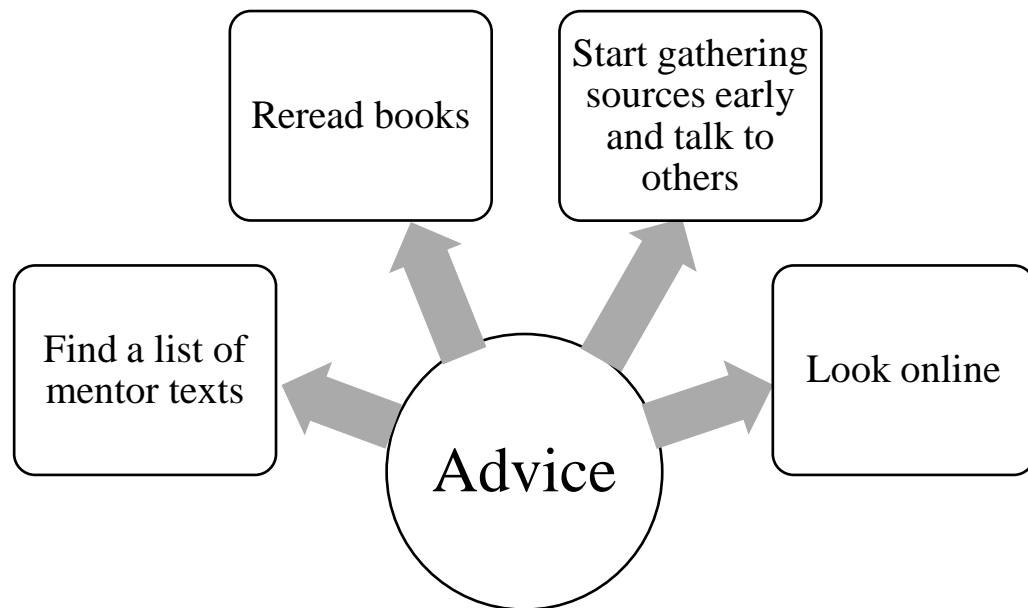 Reread books
Start gathering
sources early
and talk to
others
Find a list of
mentor texts
Look online
Advice